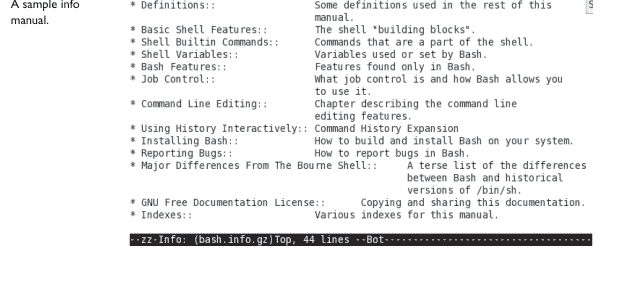 A sample info
manual.
* Definitions:: Some definitions used in the rest of this
manual.
* Basic Shell Features:: The shell "building blocks".
* Shell Builtin Commands:: Commands that are a part of the shell.
* Shell Variables:: Variables used or set by Bash.
* Bash Features:: Features found only in Bash.
* Job Control:: What job control is and how Bash allows you
to use it.
* Command Line Editing:: Chapter describing the command line
editing features.
* Using History Interactively:: Command History Expansion
* Installing Bash:: How to build and install Bash on your system.
* Reporting Bugs:: How to report bugs in Bash.
* Major Differences From The Bourne Shell:: A terse list of the differences
between Bash and historical
versions of /bin/sh.
* GNU Free Documentation License:: Copying and sharing this documentation.
* Indexes:: Various indexes for this manual.
--zz-Info: (bash.info.gz)Top, 44 lines --Bot------------------------------------